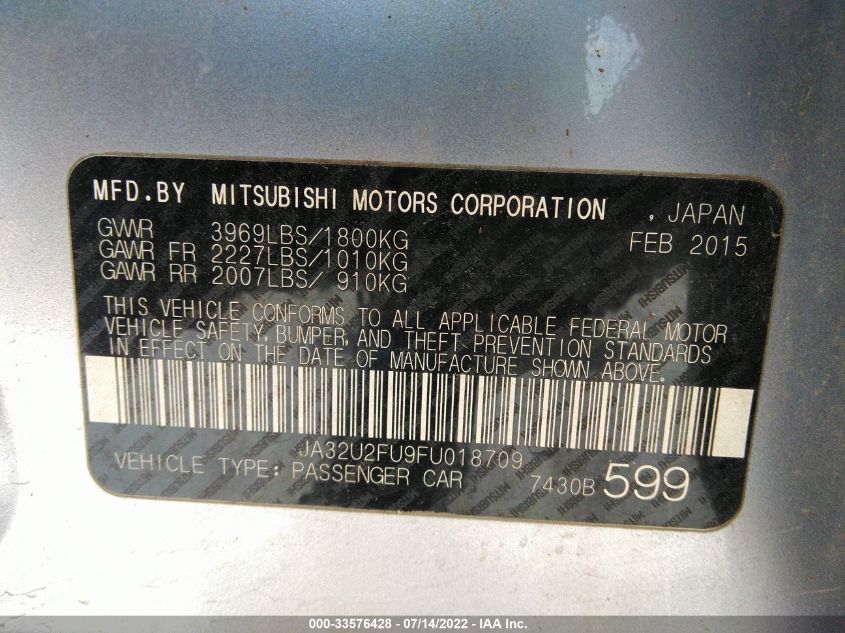 MFD.BY MITSUBISHI MOTORS CORPORATION , JAPAN
GVWR 3969LBS/1800KG FEB 2015
GAWR FR 2227LBS/1010KG
GAWR RR 2007LBS/ 910KG
THIS VEHICLE CONFORMS TO ALL APPLICABLE FEDERAL MOTOR
VEHICLE SAFETY, BUMPER, AND THEFT PREVENTION STANDARDS
IN EFFECT ON THE DATE OF MANUFACTURE SHOWN ABOVE.
JA32U2FU9FU018709
VEHICLE TYPE: PASSENGER CAR 7430B 599
000-33576428 - 07/14/2022 - IAA Inc.